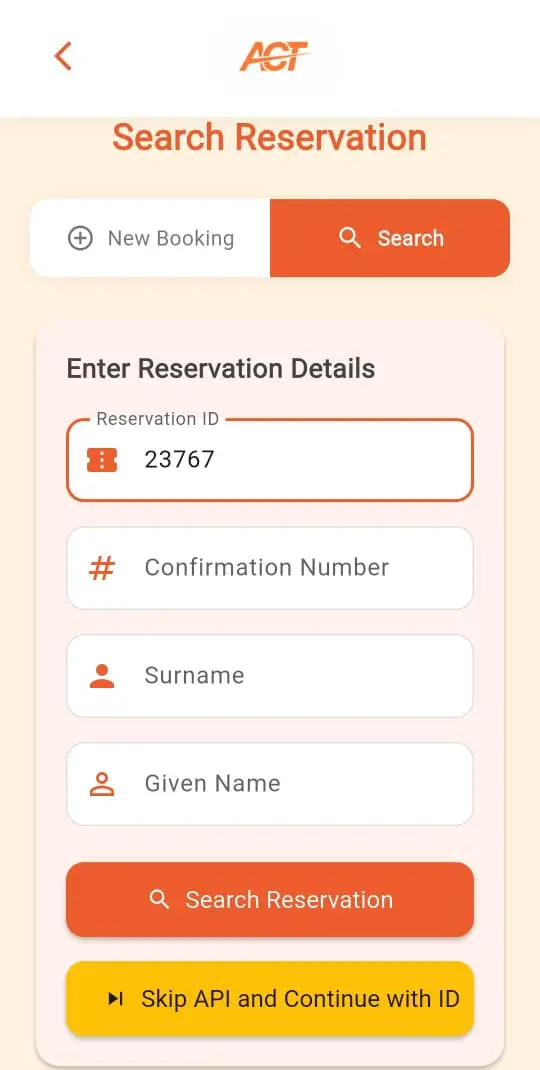 ACT
Search Reservation
New Booking
Search
Enter Reservation Details
Reservation ID
23767
# Confirmation Number
Surname
Given Name
Search Reservation
Skip API and Continue with ID